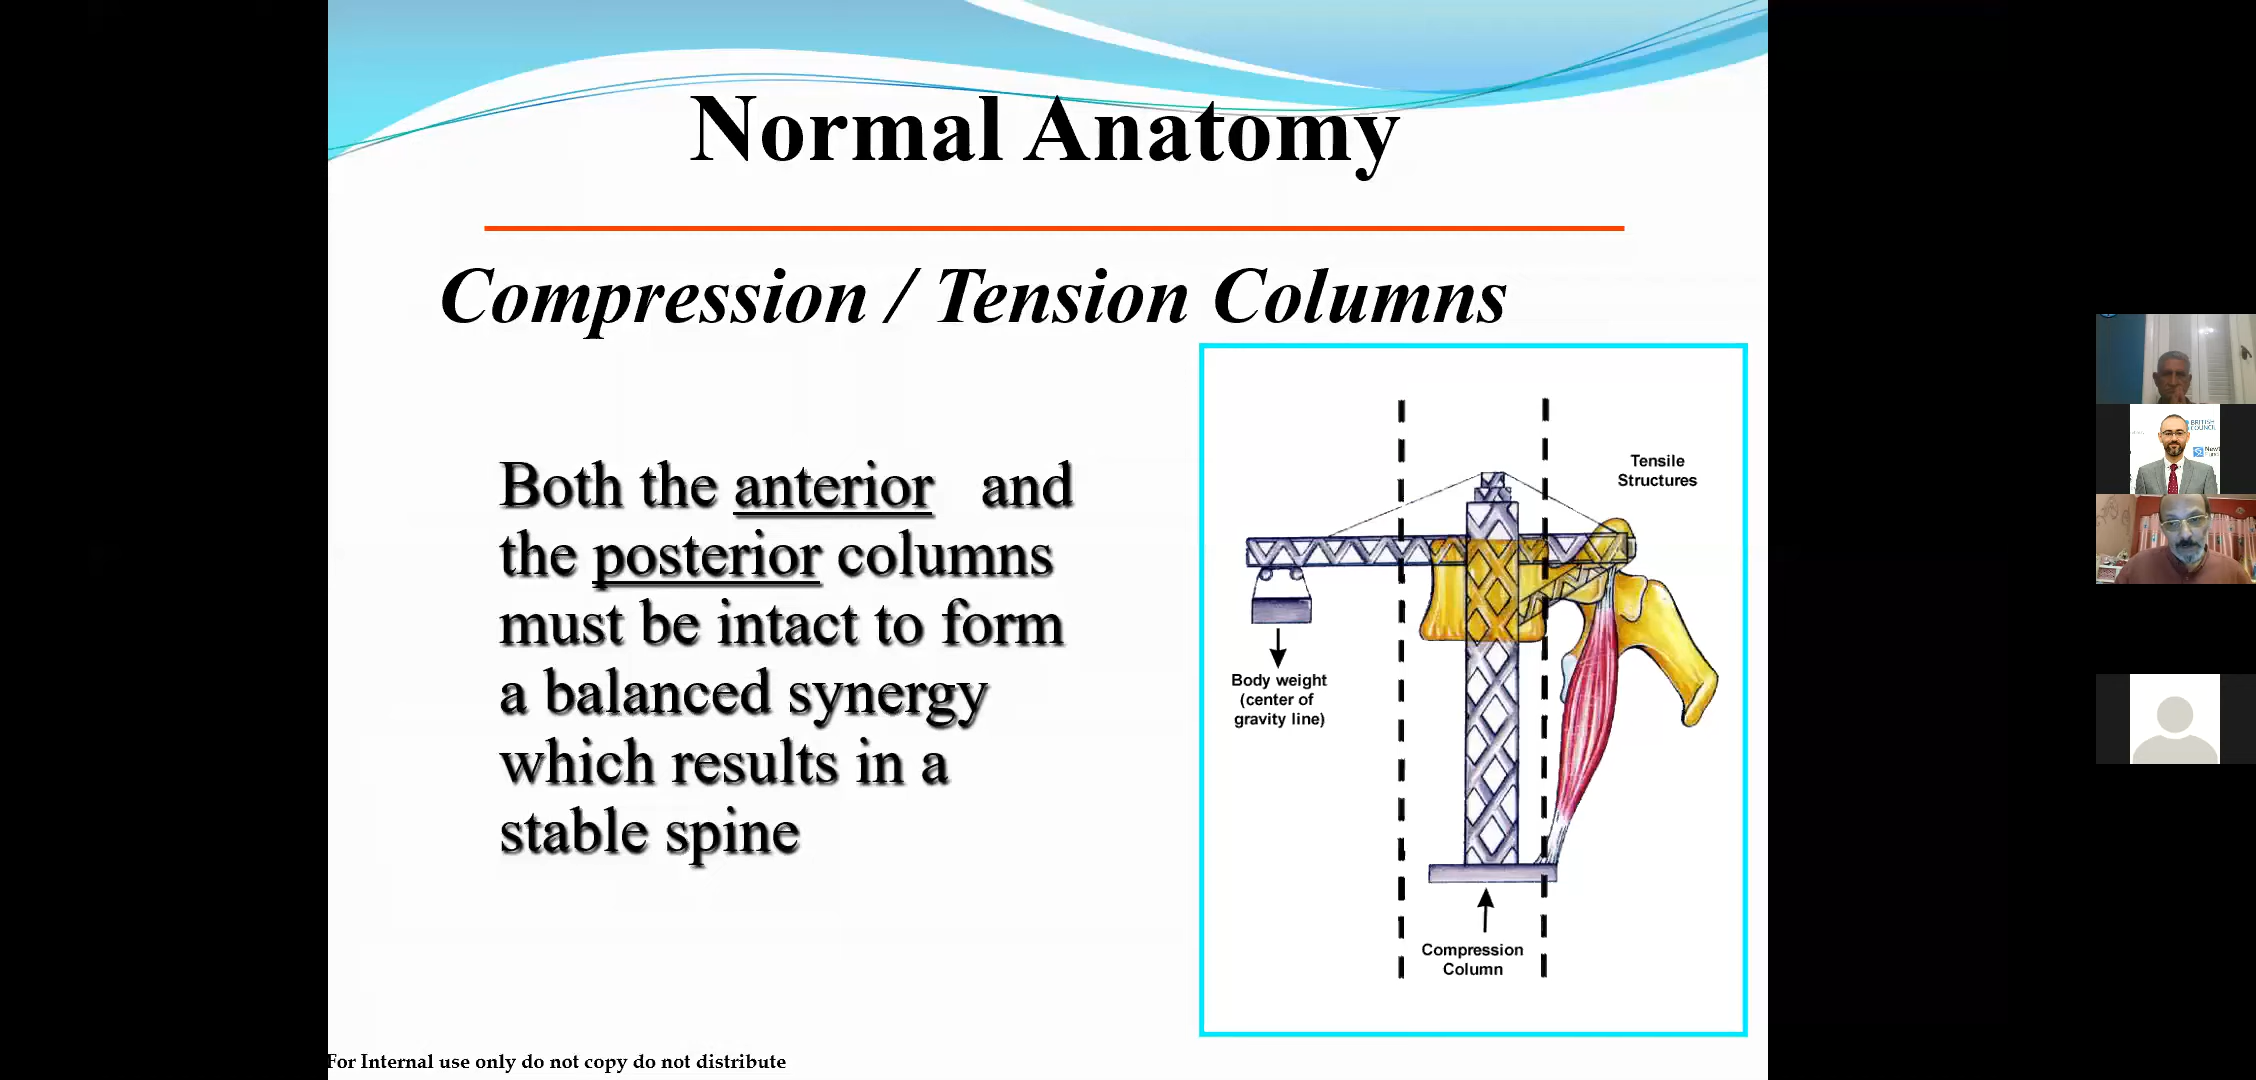 Normal Anatomy
Compression / Tension Columns
Both the anterior and
the posterior columns
must be intact to form
a balanced synergy
which results in a
stable spine
Tensile
Structures
Body weight
(center of
gravity line)
Compression
Column
For Internal use only do not copy do not distribute
BRITISH
COUNCIL